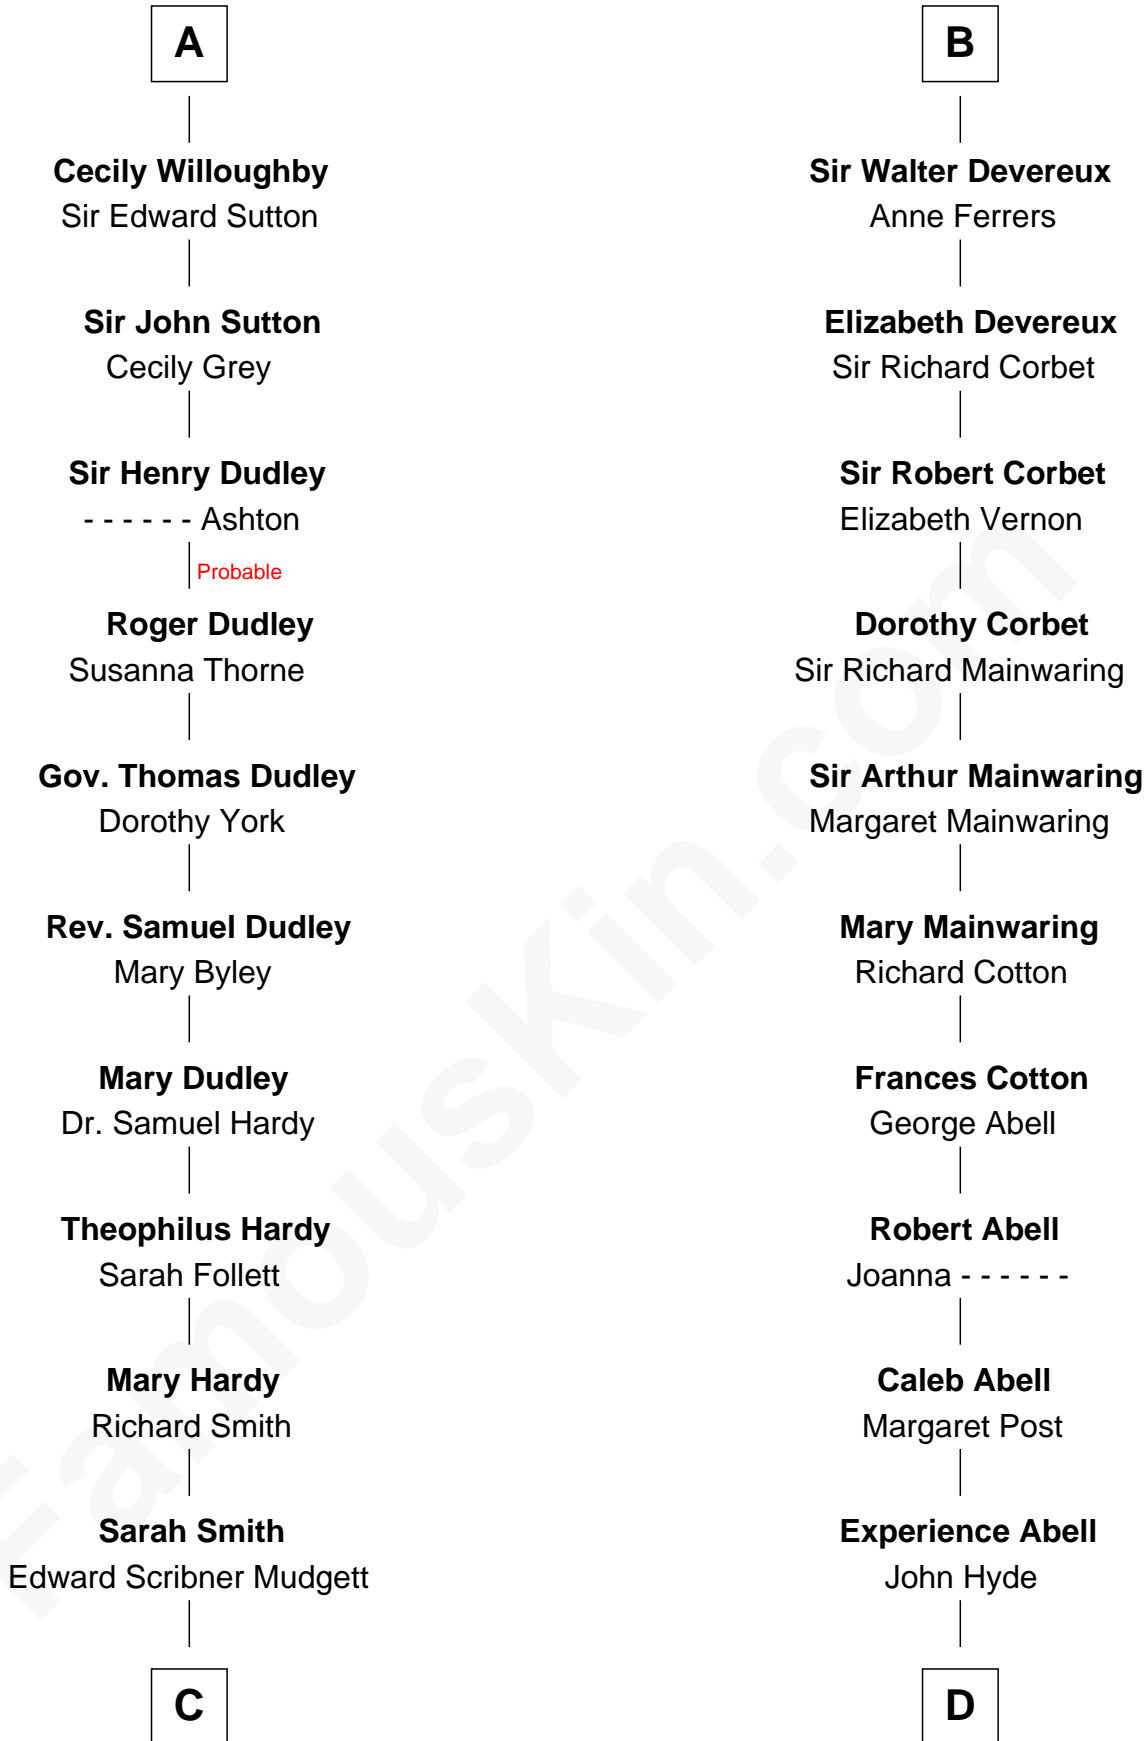 A
Cecily Willoughby
Sir Edward Sutton
Sir John Sutton
Cecily Grey
Sir Henry Dudley
- - - - - - Ashton
Probable
Roger Dudley
Susanna Thorne
Gov. Thomas Dudley
Dorothy York
Rev. Samuel Dudley
Mary Byley
Mary Dudley
Dr. Samuel Hardy
Theophilus Hardy
Sarah Follett
Mary Hardy
Richard Smith
Sarah Smith
Edward Scribner Mudgett
C
B
Sir Walter Devereux
Anne Ferrers
Elizabeth Devereux
Sir Richard Corbet
Sir Robert Corbet
Elizabeth Vernon
Dorothy Corbet
Sir Richard Mainwaring
Sir Arthur Mainwaring
Margaret Mainwaring
Mary Mainwaring
Richard Cotton
Frances Cotton
George Abell
Robert Abell
Joanna - - - - - -
Caleb Abell
Margaret Post
Experience Abell
John Hyde
D
FamousKin.com